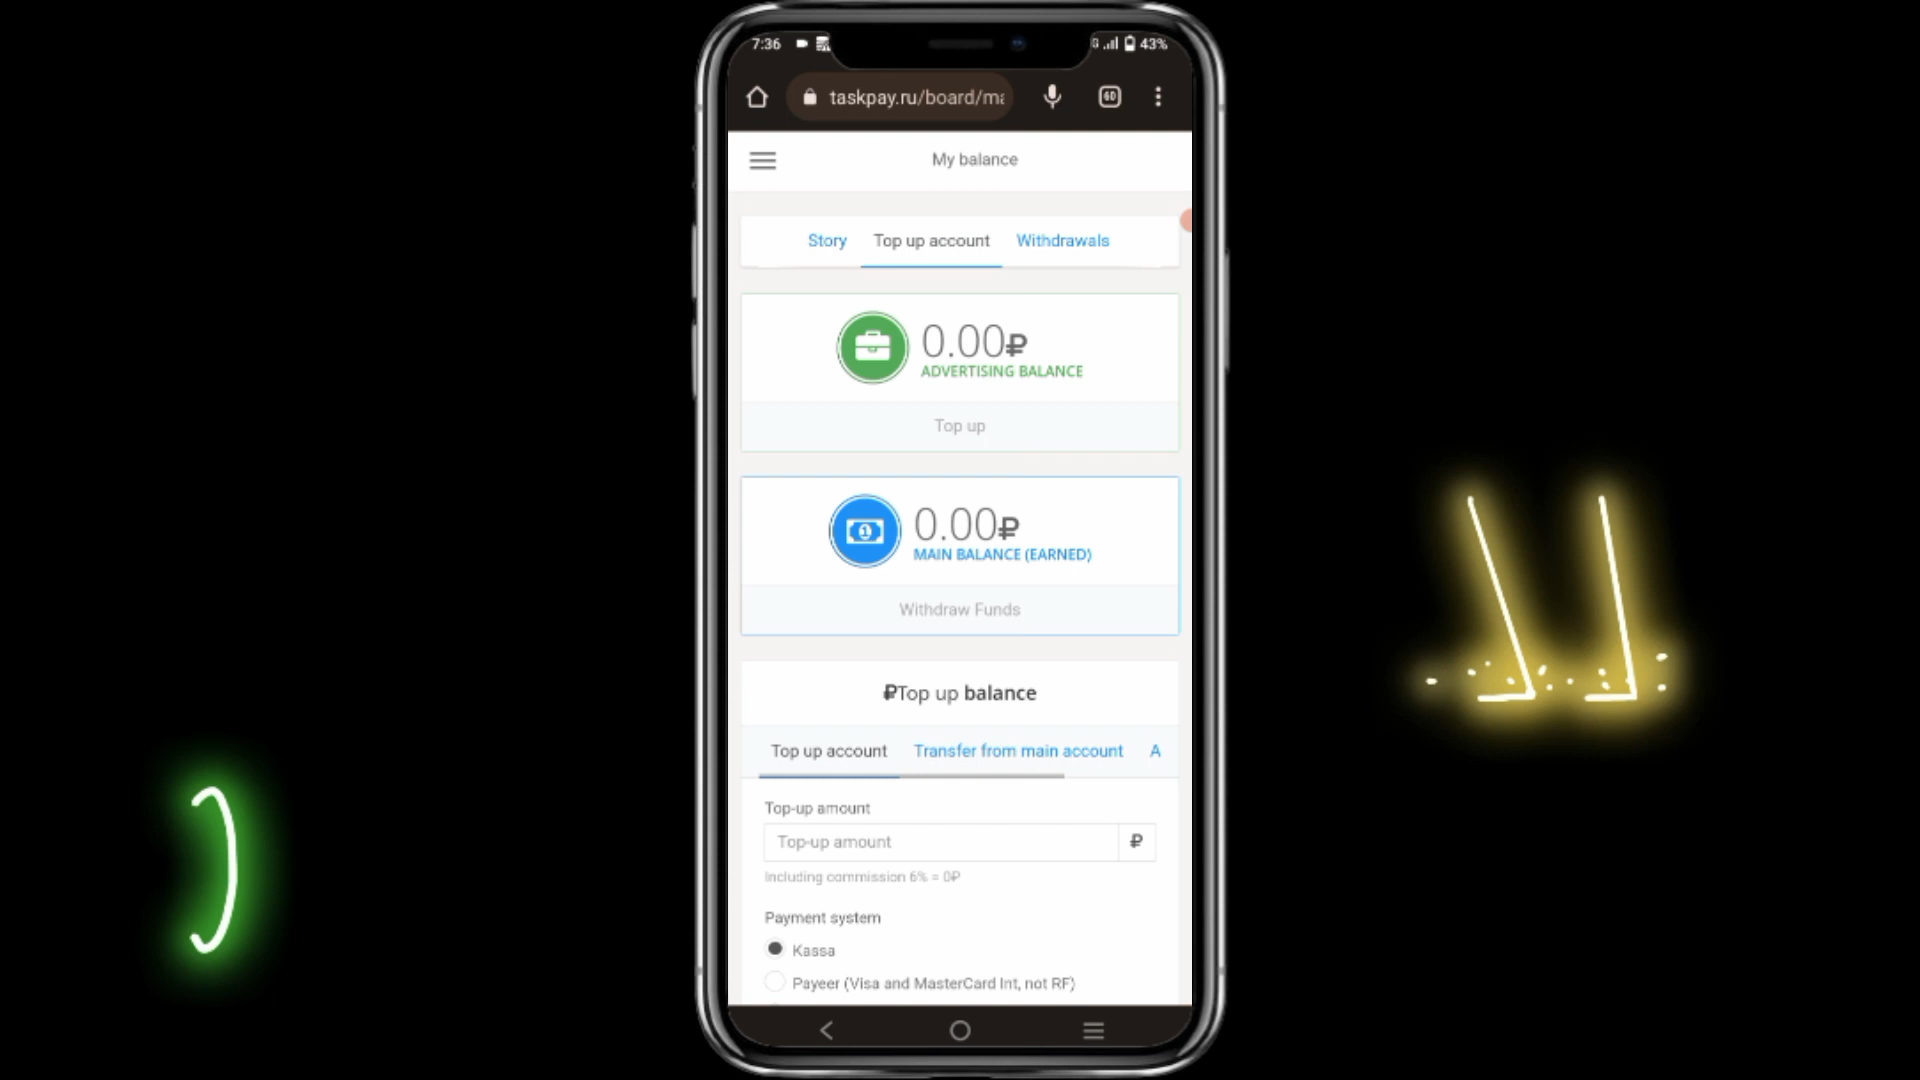 7:36
43%
taskpay.ru/board/ma
60
My balance
Story Top up account Withdrawals
0.00₽
ADVERTISING BALANCE
Top up
0.00₽
MAIN BALANCE (EARNED)
Withdraw Funds
₽Top up balance
Top up account Transfer from main account A
Top-up amount
Top-up amount ₽
Including commission 6% = 0₽
Payment system
Kassa
Payeer (Visa and MasterCard Int, not RF)